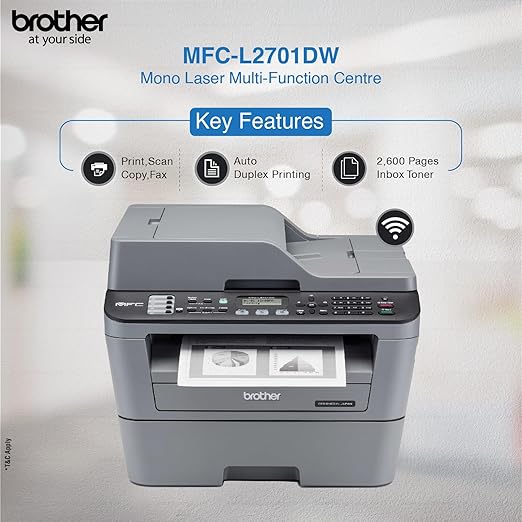 brother
at your side
MFC-L2701DW
Mono Laser Multi-Function Centre
Key Features
Print,Scan
Copy,Fax
Auto
Duplex Printing
2,600 Pages
Inbox Toner
MFC
brother
*T&C Apply